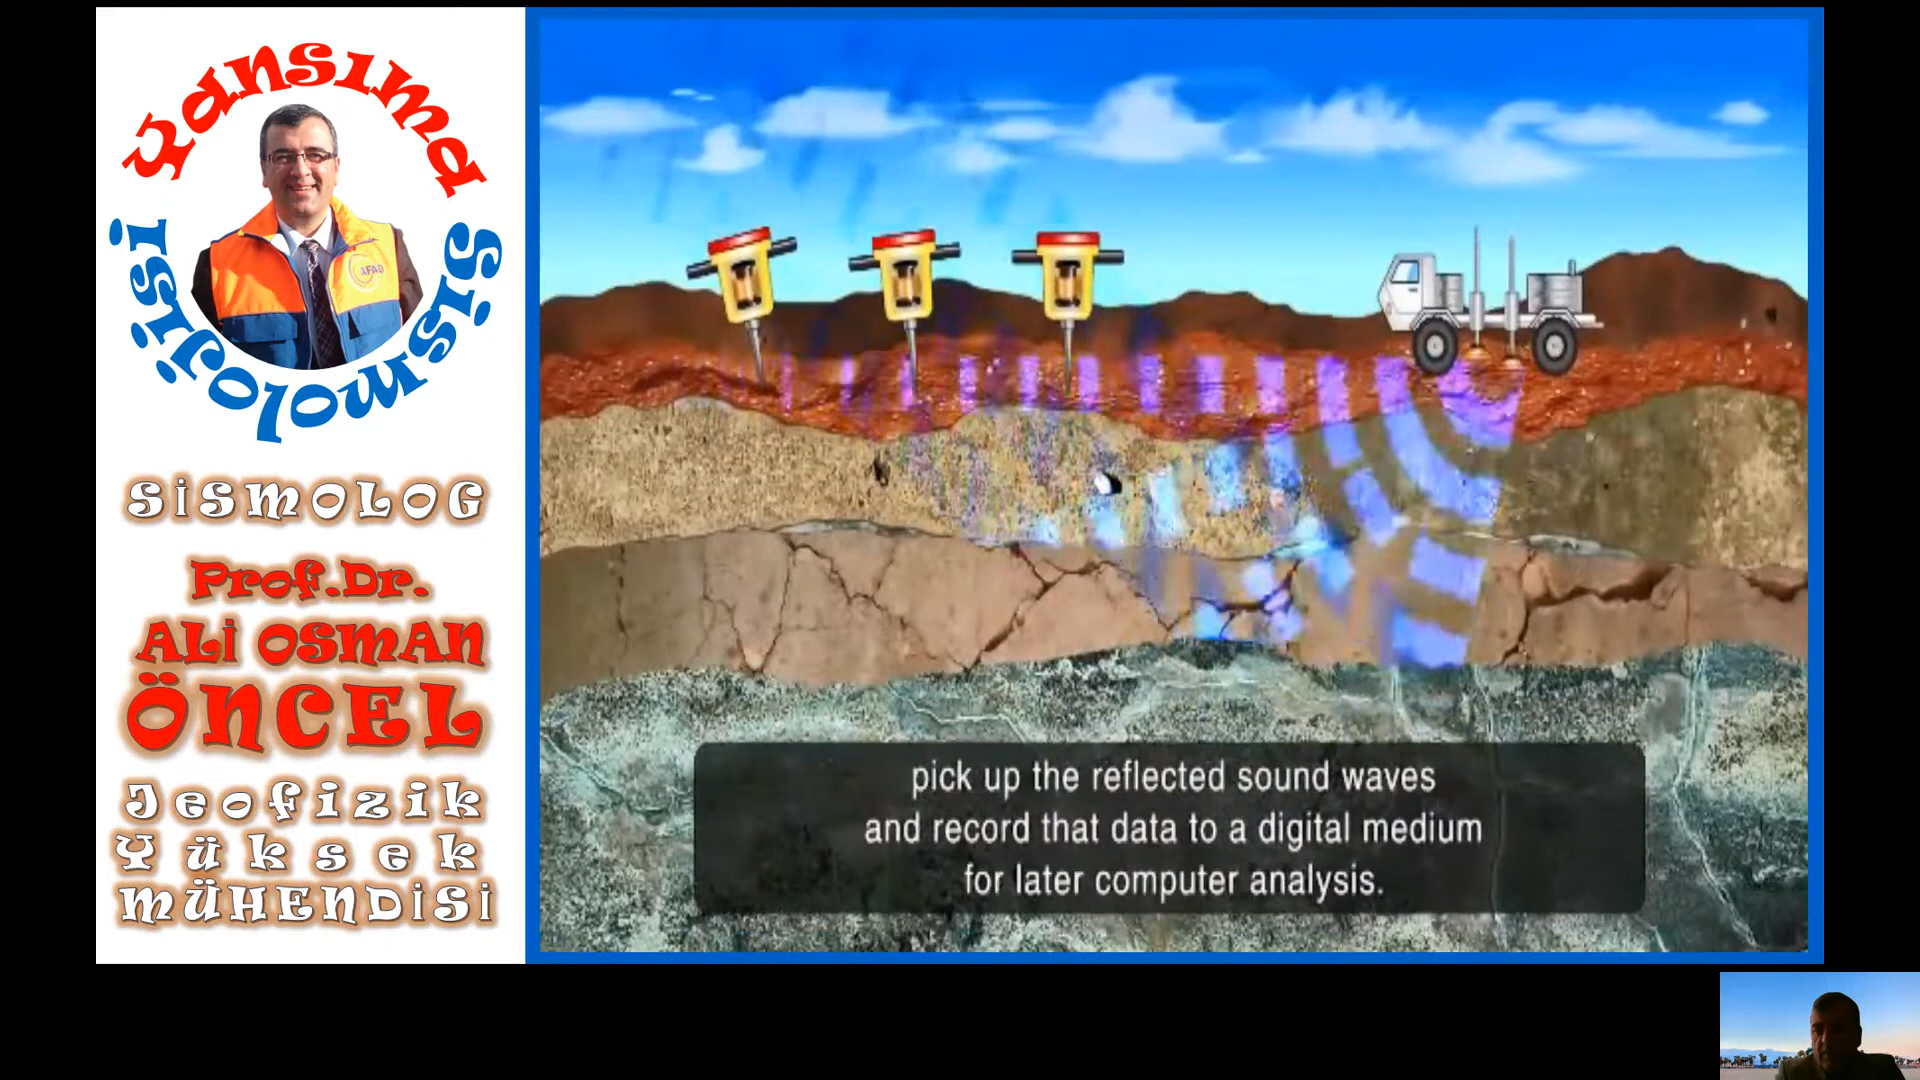 Yansıma
Sismolojisi
AFAD
SİSMOLOG
Prof.Dr.
ALİ OSMAN
ÖNCEL
Jeofizik
Yüksek
MÜHENDİSİ
pick up the reflected sound waves
and record that data to a digital medium
for later computer analysis.